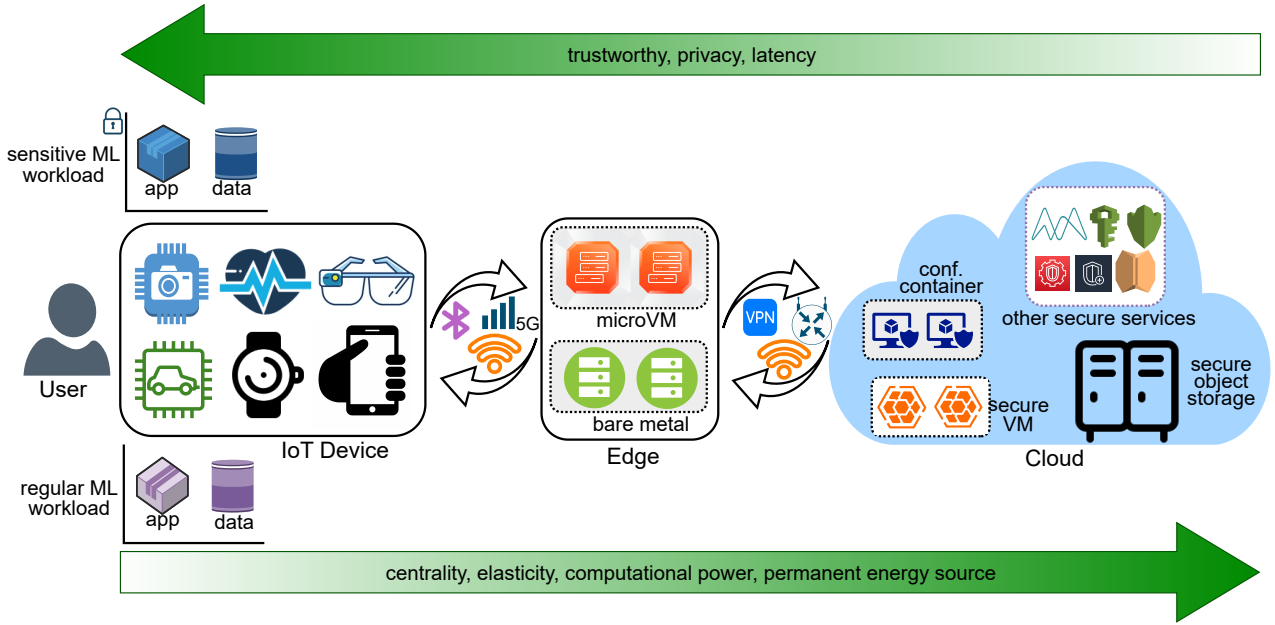 trustworthy, privacy, latency
sensitive ML
workload
app
data
User
IoT Device
5G
microVM
bare metal
Edge
VPN
conf.
container
other secure services
secure
VM
secure
object
storage
Cloud
regular ML
workload
app
data
centrality, elasticity, computational power, permanent energy source